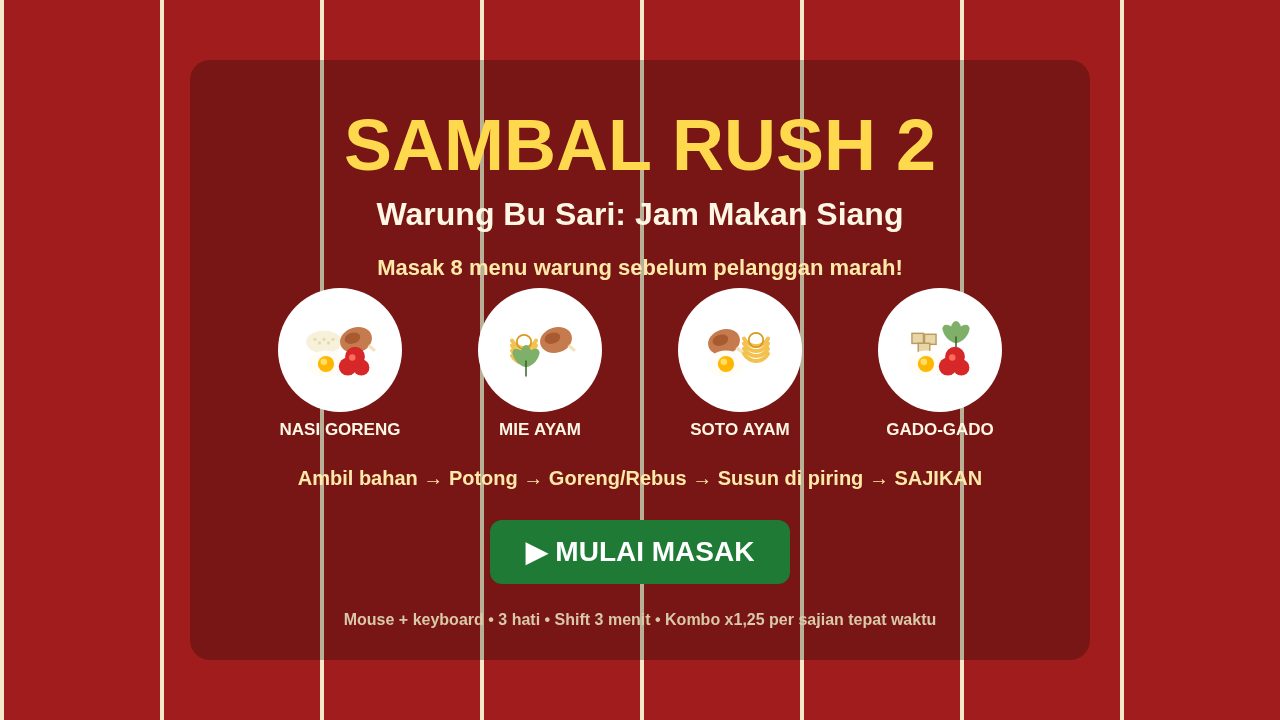 SAMBAL RUSH 2
Warung Bu Sari: Jam Makan Siang
Masak 8 menu warung sebelum pelanggan marah!
NASI GORENG
MIE AYAM
SOTO AYAM
GADO-GADO
Ambil bahan → Potong → Goreng/Rebus → Susun di piring → SAJIKAN
▶ MULAI MASAK
Mouse + keyboard • 3 hati • Shift 3 menit • Kombo x1,25 per sajian tepat waktu